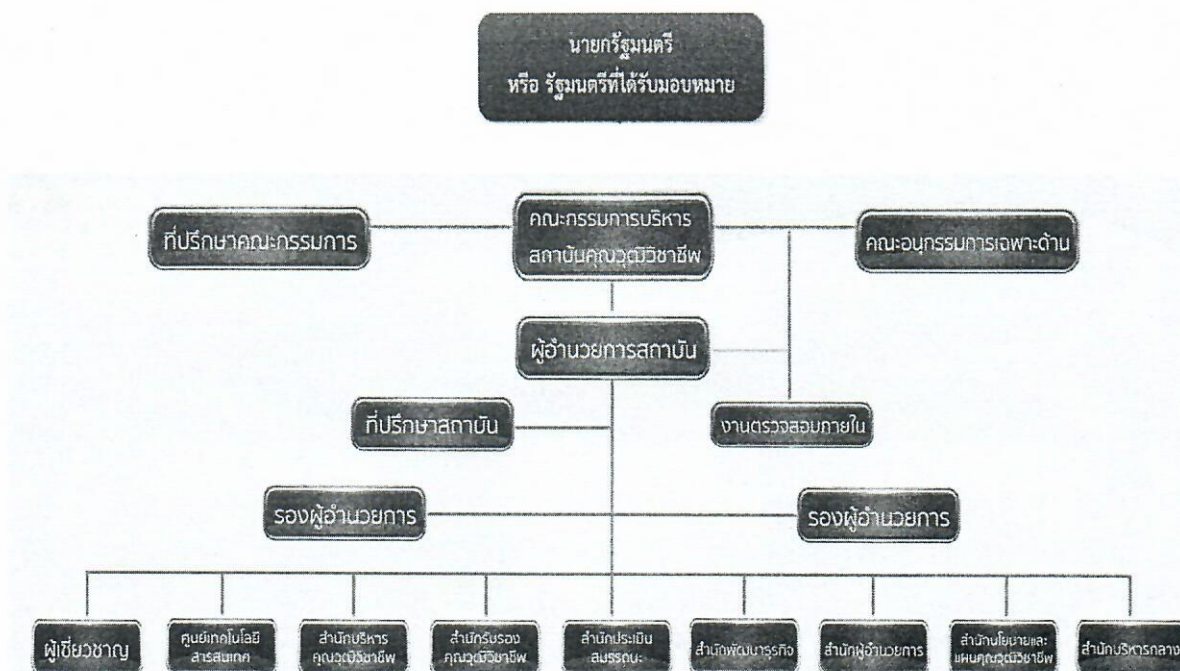 นายกรัฐมนตรี
หรือ รัฐมนตรีที่ได้รับมอบหมาย
ที่ปรึกษาคณะกรรมการ
คณะกรรมการบริหาร
สถาบันคุณวุฒิวิชาชีพ
คณะอนุกรรมการเฉพาะด้าน
ผู้อำนวยการสถาบัน
ที่ปรึกษาสถาบัน
งานตรวจสอบภายใน
รองผู้อำนวยการ
รองผู้อำนวยการ
ผู้เชี่ยวชาญ
ศูนย์เทคโนโลยี
สารสนเทศ
สำนักบริหาร
คุณวุฒิวิชาชีพ
สำนักรับรอง
คุณวุฒิวิชาชีพ
สำนักประเมิน
สมรรถนะ
สำนักพัฒนาธุรกิจ
สำนักผู้อำนวยการ
สำนักนโยบายและ
แผนคุณวุฒิวิชาชีพ
สำนักบริหารกลาง